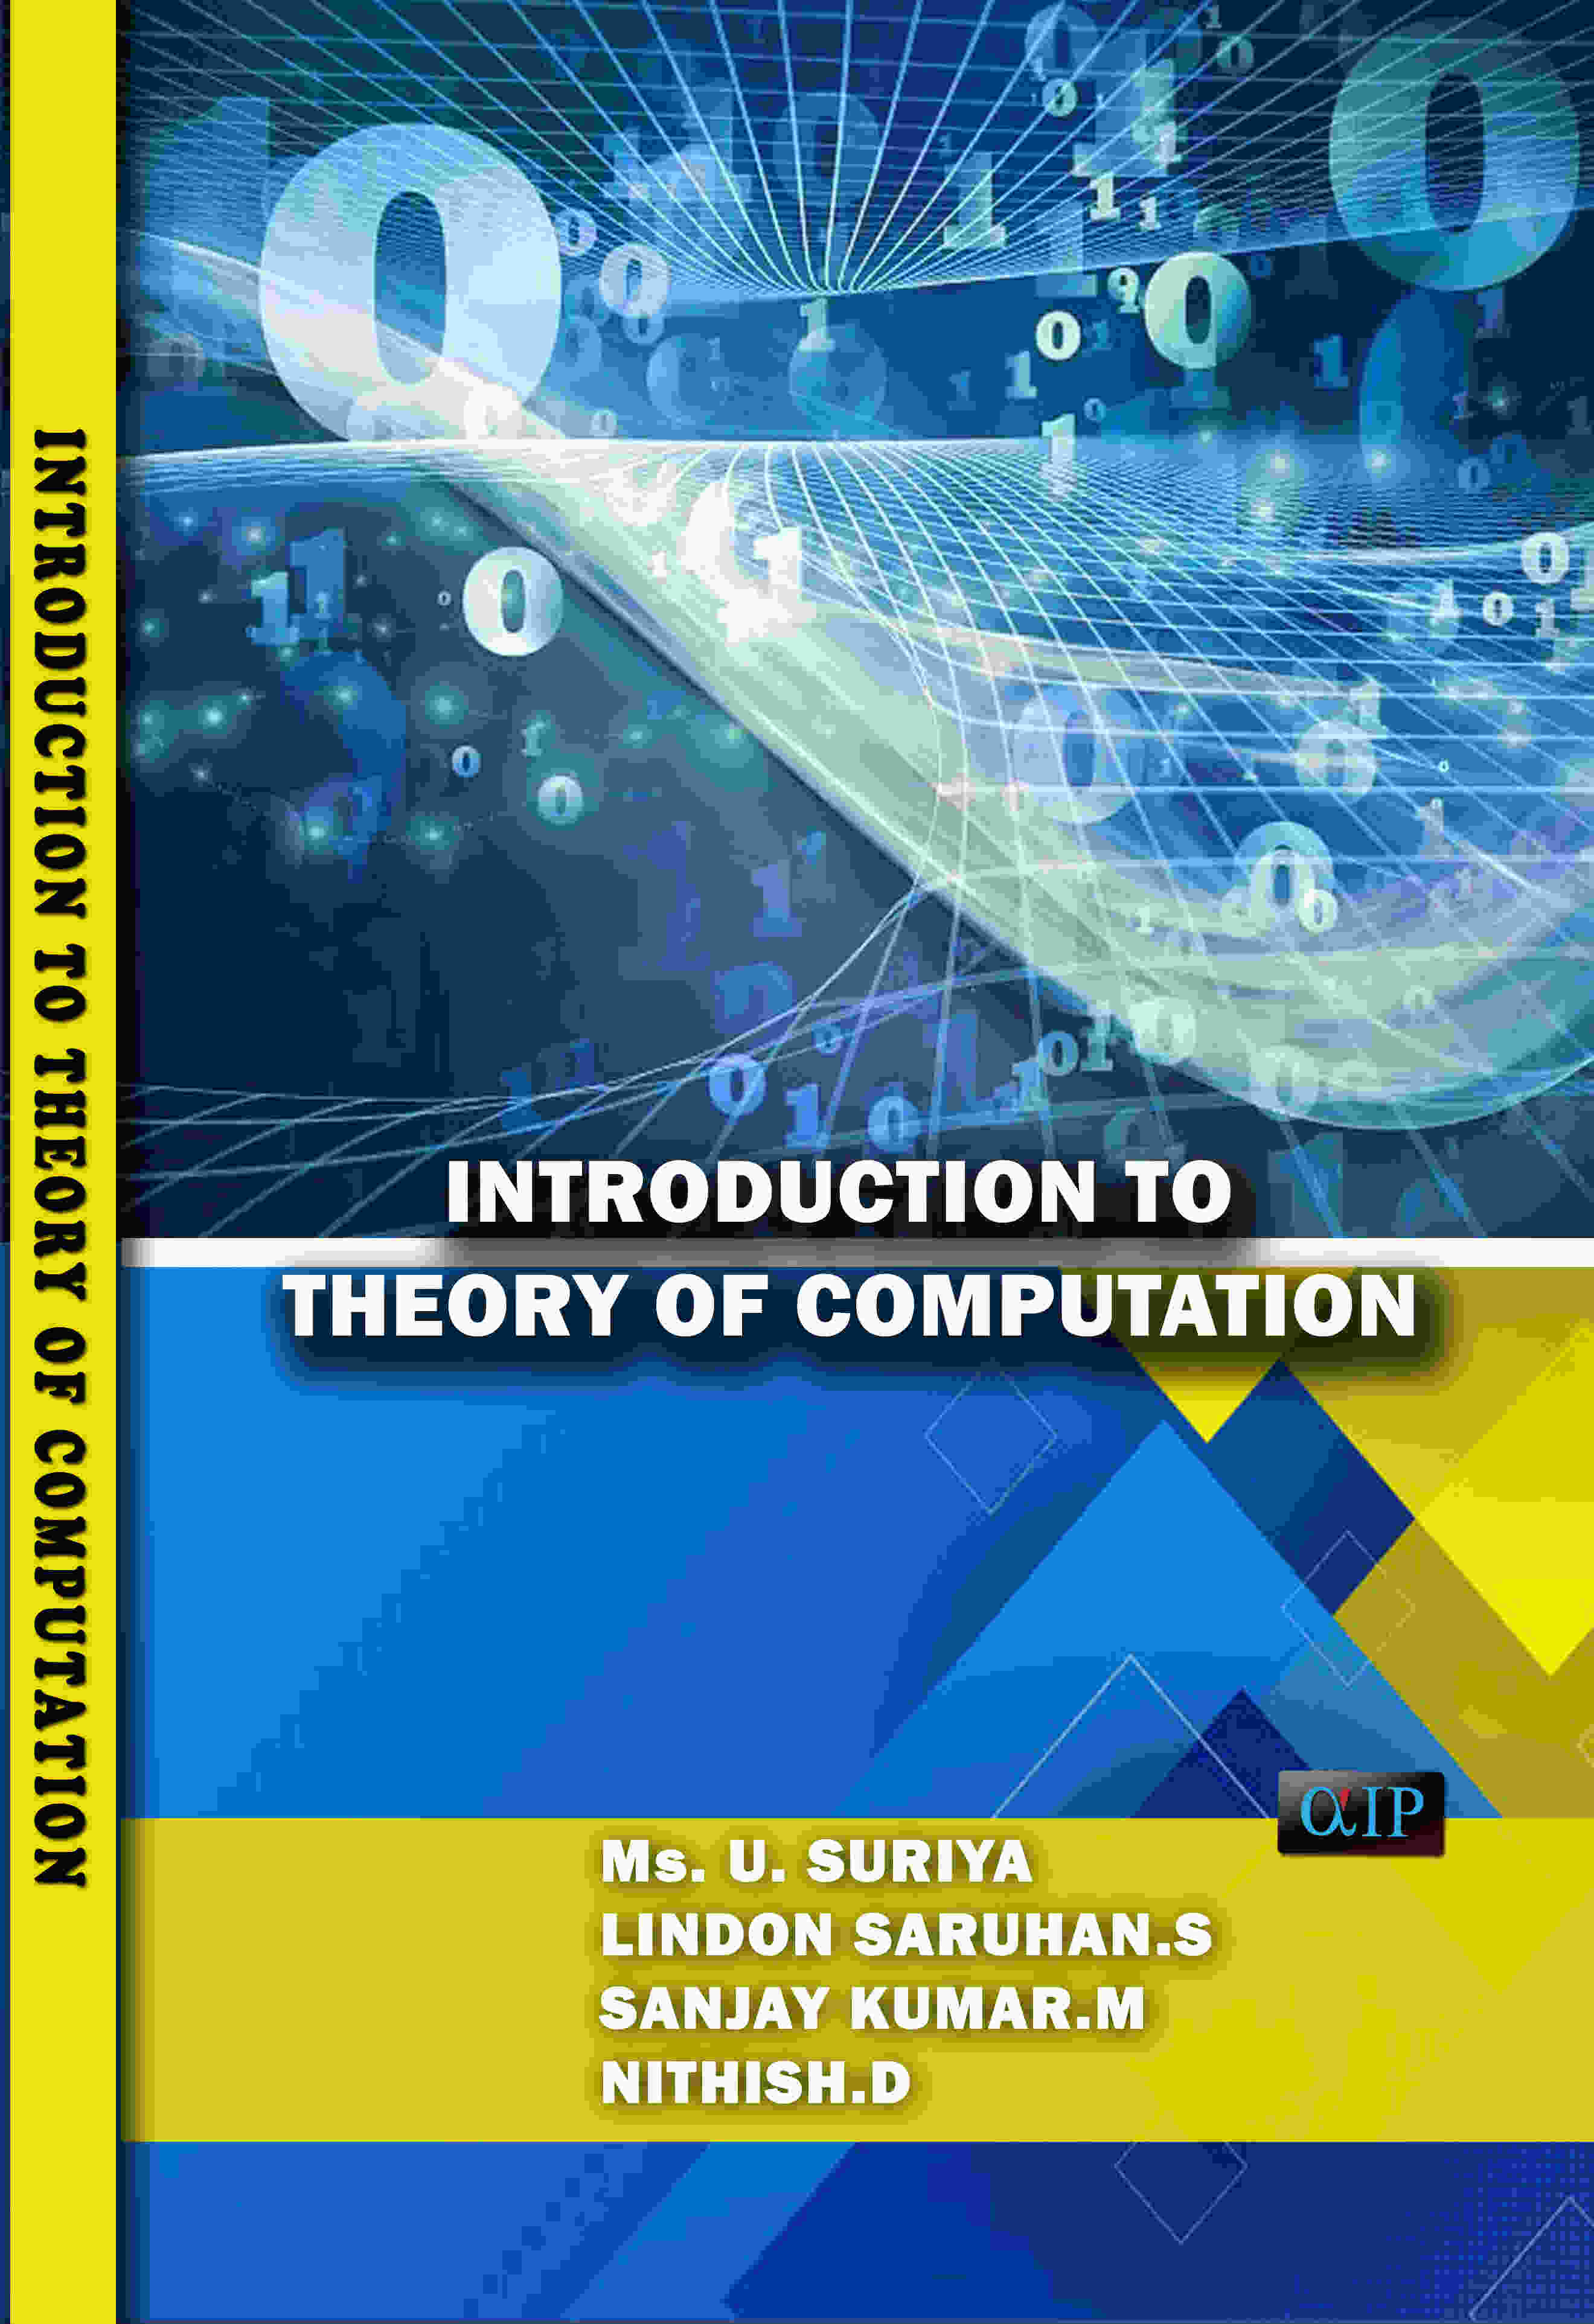 INTRODUCTION TO THEORY OF COMPUTATION
INTRODUCTION TO
THEORY OF COMPUTATION
αIP
Ms. U. SURIYA
LINDON SARUHAN.S
SANJAY KUMAR.M
NITHISH.D